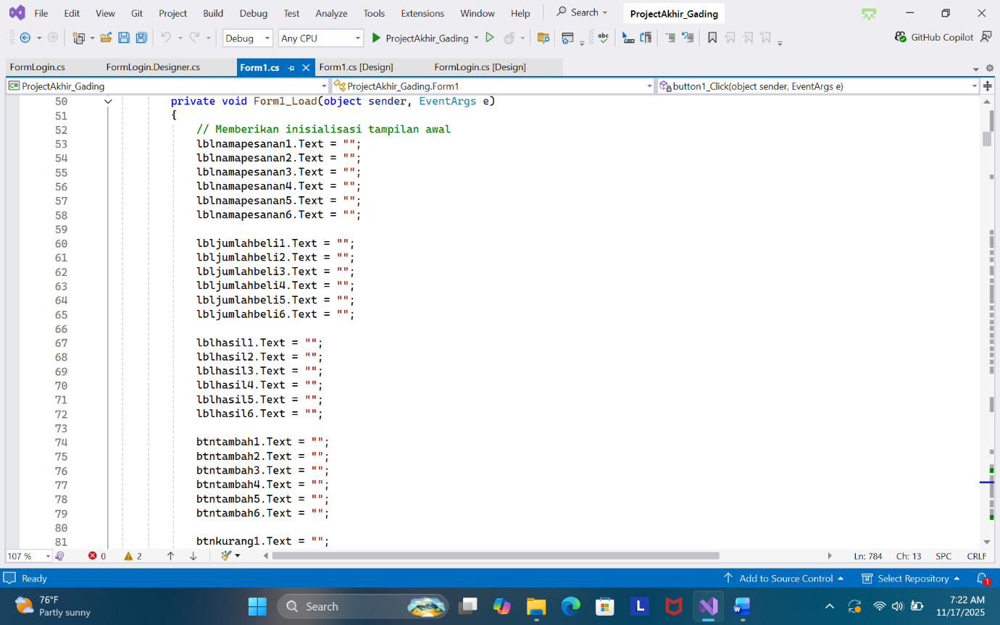 File Edit View Git Project Build Debug Test Analyze Tools Extensions Window Help Search ProjectAkhir_Gading
Debug Any CPU ProjectAkhir_Gading abc GitHub Copilot
FormLogin.cs FormLogin.Designer.cs Form1.cs Form1.cs [Design] FormLogin.cs [Design]
C# ProjectAkhir_Gading ProjectAkhir_Gading.Form1 button1_Click(object sender, EventArgs e)
50 private void Form1_Load(object sender, EventArgs e)
51 {
52 // Memberikan inisialisasi tampilan awal
53 lblnamapesanan1.Text = "";
54 lblnamapesanan2.Text = "";
55 lblnamapesanan3.Text = "";
56 lblnamapesanan4.Text = "";
57 lblnamapesanan5.Text = "";
58 lblnamapesanan6.Text = "";
59
60 lbljumlahbeli1.Text = "";
61 lbljumlahbeli2.Text = "";
62 lbljumlahbeli3.Text = "";
63 lbljumlahbeli4.Text = "";
64 lbljumlahbeli5.Text = "";
65 lbljumlahbeli6.Text = "";
66
67 lblhasil1.Text = "";
68 lblhasil2.Text = "";
69 lblhasil3.Text = "";
70 lblhasil4.Text = "";
71 lblhasil5.Text = "";
72 lblhasil6.Text = "";
73
74 btntambah1.Text = "";
75 btntambah2.Text = "";
76 btntambah3.Text = "";
77 btntambah4.Text = "";
78 btntambah5.Text = "";
79 btntambah6.Text = "";
80
81 btnkurang1.Text = "";
107 % 0 2 Ln: 784 Ch: 13 SPC CRLF
Ready Add to Source Control Select Repository 1
76°F
Partly sunny
Search
L
W
7:22 AM
11/17/2025